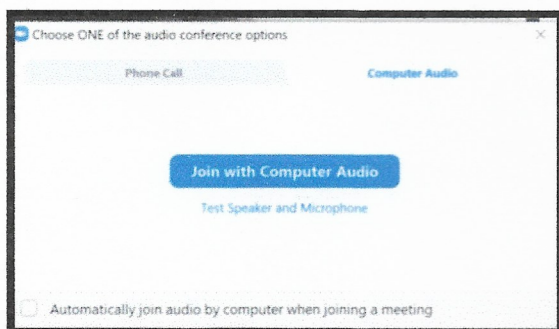 Choose ONE of the audio conference options
Phone Call
Computer Audio
Join with Computer Audio
Test Speaker and Microphone
Automatically join audio by computer when joining a meeting